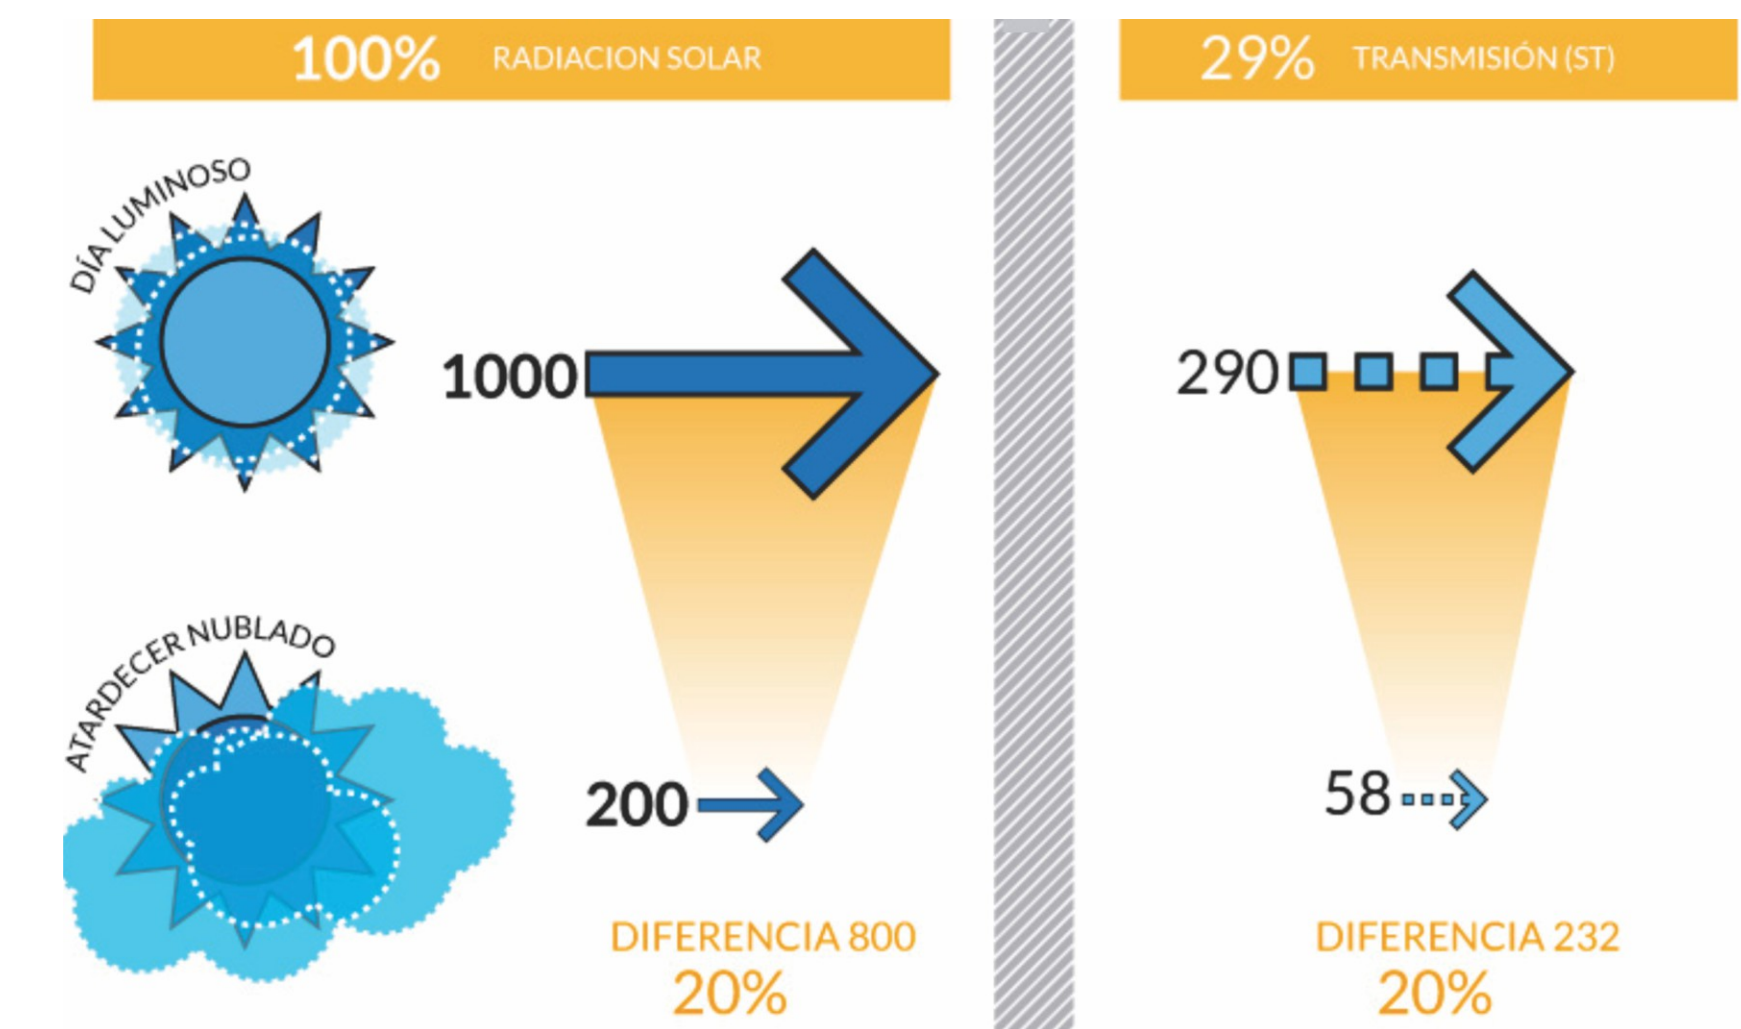 100% RADIACION SOLAR
29% TRANSMISIÓN (ST)
DÍA LUMINOSO
1000
290
ATARDECER NUBLADO
200
58
DIFERENCIA 800
20%
DIFERENCIA 232
20%